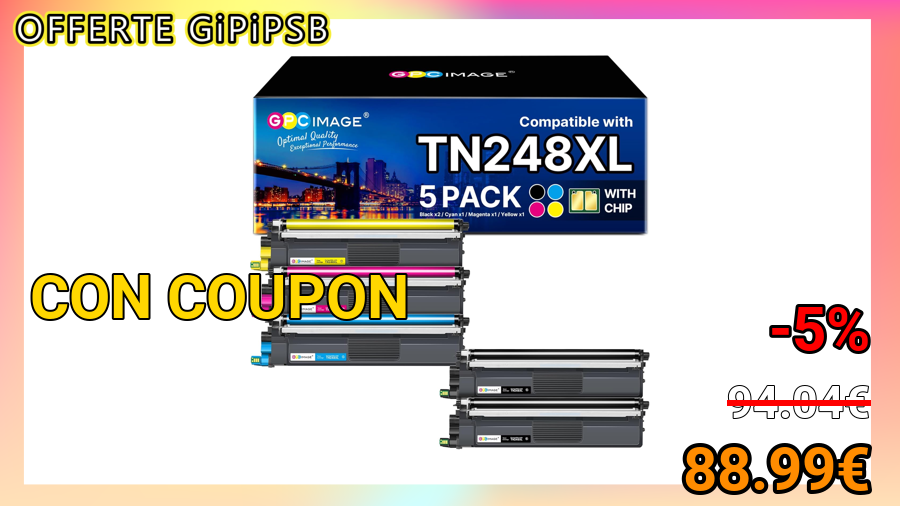 OFFERTE GiPiPSB
GPC IMAGE®
GPC IMAGE®
Optimal Quality
Exceptional Performance
Compatible with
TN248XL
5 PACK
WITH
CHIP
Black x2 / Cyan x1 / Magenta x1 / Yellow x1
CON COUPON
-5%
94.04€
88.99€